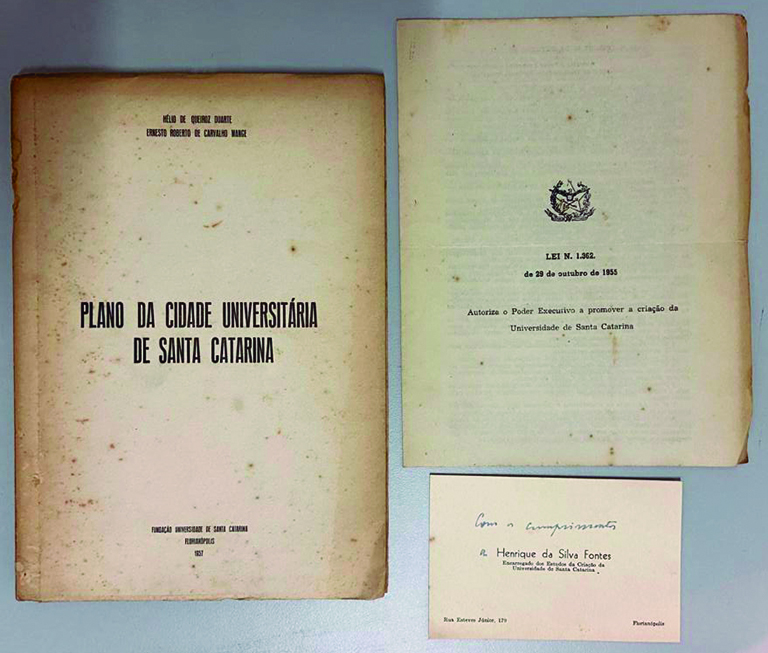 HÉLIO DE QUEIROZ DUARTE
ERNESTO ROBERTO DE CARVALHO MANGE
PLANO DA CIDADE UNIVERSITÁRIA
DE SANTA CATARINA
FUNDAÇÃO UNIVERSIDADE DE SANTA CATARINA
FLORIANÓPOLIS
1957
LEI N. 1.362.
de 29 de outubro de 1955
Autoriza o Poder Executivo a promover a criação da
Universidade de Santa Catarina
Com os cumprimentos
de Henrique da Silva Fontes
Encarregado dos Estudos da Criação da
Universidade de Santa Catarina
Rua Esteves Júnior, 179
Florianópolis